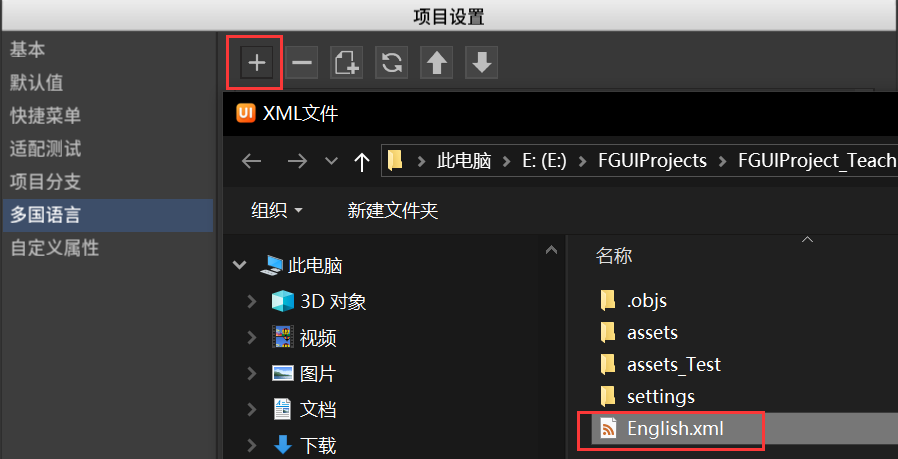 项目设置
基本
默认值
快捷菜单
适配测试
项目分支
多国语言
自定义属性
UI XML文件
此电脑 E: (E:) FGUIProjects FGUIProject_Teach
组织 新建文件夹
此电脑
3D 对象
视频
图片
文档
下载
名称
.objs
assets
assets_Test
settings
English.xml